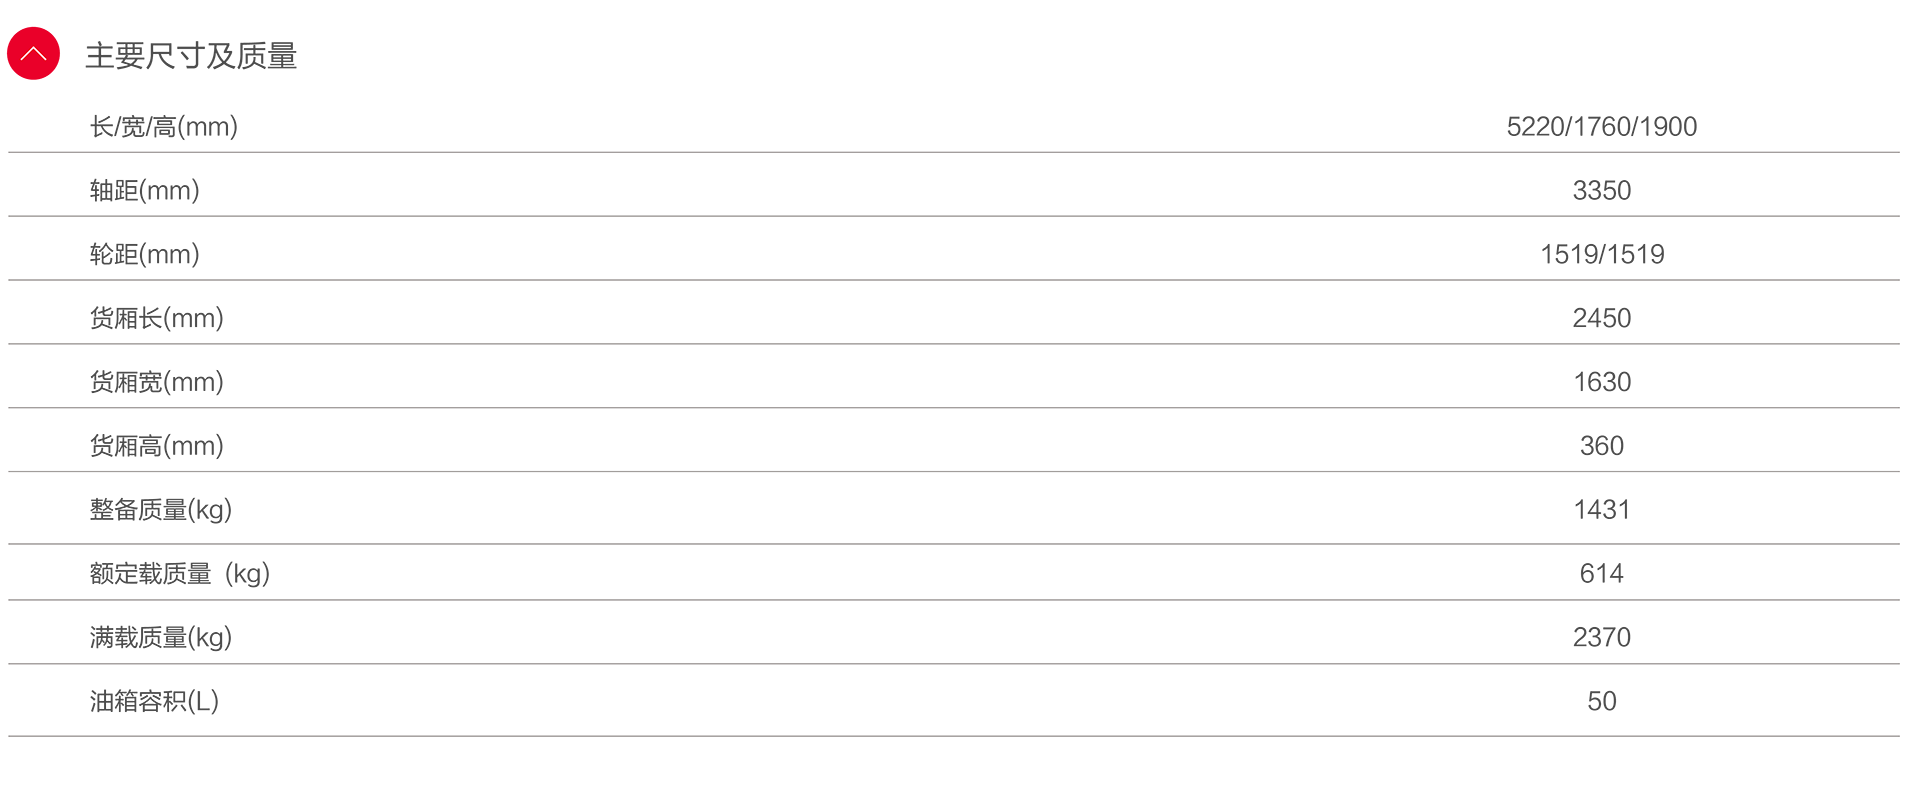 主要尺寸及质量
长/宽/高(mm) 5220/1760/1900
轴距(mm) 3350
轮距(mm) 1519/1519
货厢长(mm) 2450
货厢宽(mm) 1630
货厢高(mm) 360
整备质量(kg) 1431
额定载质量 (kg) 614
满载质量(kg) 2370
油箱容积(L) 50